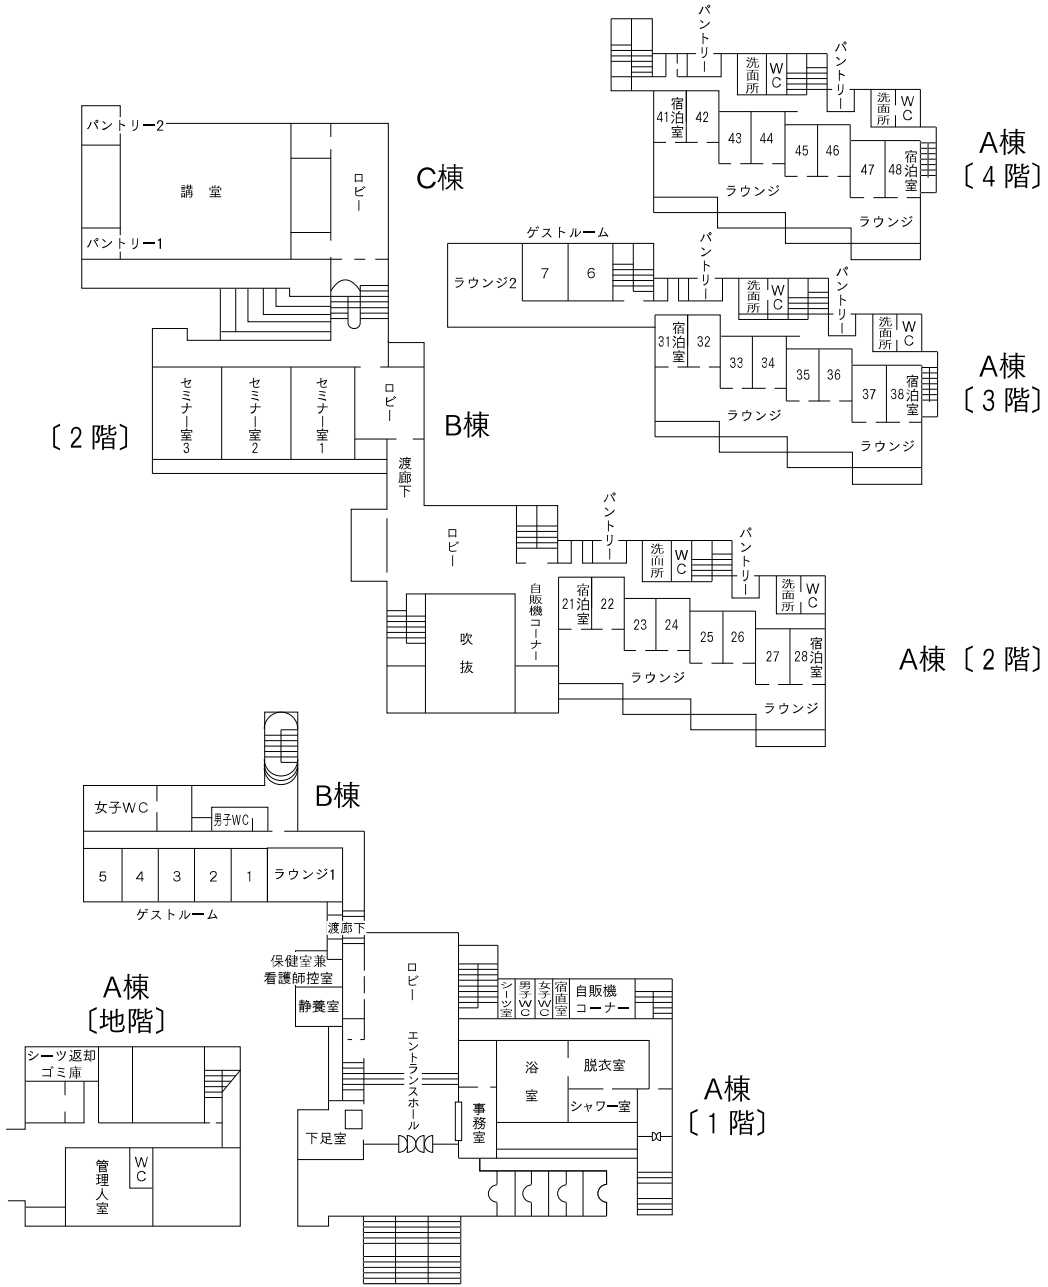 パントリー
パントリー
洗面所
WC
洗面所
WC
宿泊室
41
42
43
44
45
46
47
48
宿泊室
ラウンジ
ラウンジ
A棟
〔4階〕
パントリー2
講堂
ロビー
パントリー1
C棟
ゲストルーム
ラウンジ2
7
6
パントリー
パントリー
洗面所
WC
洗面所
WC
宿泊室
31
32
33
34
35
36
37
38
宿泊室
ラウンジ
ラウンジ
A棟
〔3階〕
〔2階〕
セミナー室3
セミナー室2
セミナー室1
ロビー
B棟
渡廊下
ロビー
吹抜
自販機コーナー
パントリー
パントリー
洗面所
WC
洗面所
WC
21
宿泊室
22
23
24
25
26
27
28
宿泊室
ラウンジ
ラウンジ
A棟〔2階〕
B棟
女子WC
男子WC
5
4
3
2
1
ラウンジ1
ゲストルーム
渡廊下
保健室兼
看護師控室
静養室
ロビー
エントランスホール
シーツ室
男子WC
女子WC
宿直室
自販機
コーナー
浴室
脱衣室
シャワー室
事務室
下足室
A棟
〔1階〕
A棟
〔地階〕
シーツ返却
ゴミ庫
管理人室
WC